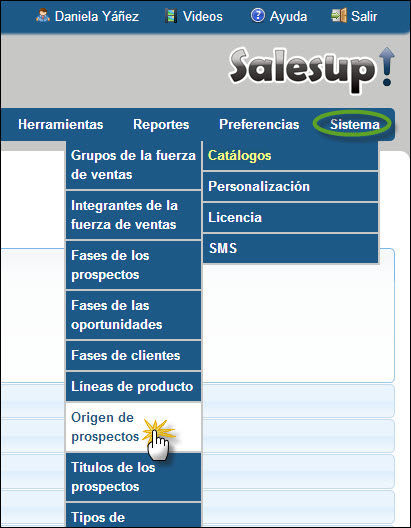 Daniela Yáñez Videos Ayuda Salir
Salesup!
Herramientas Reportes Preferencias Sistema
Grupos de la fuerza
de ventas
Integrantes de la
fuerza de ventas
Fases de los
prospectos
Fases de las
oportunidades
Fases de clientes
Líneas de producto
Origen de
prospectos
Titulos de los
prospectos
Tipos de
Catálogos
Personalización
Licencia
SMS